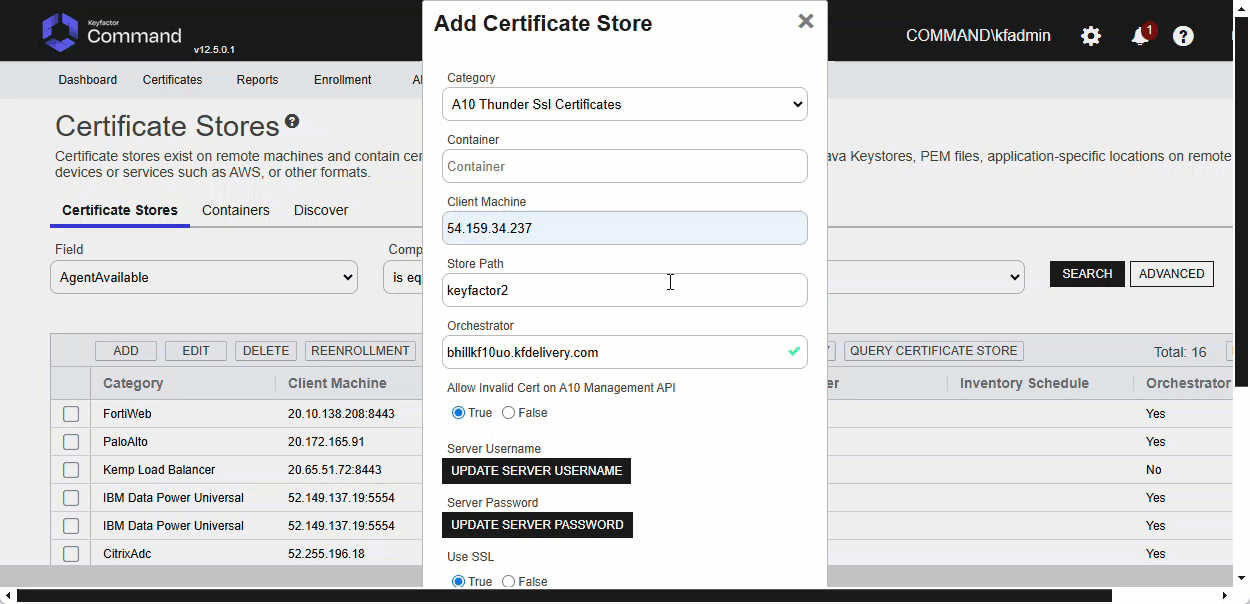 Keyfactor
Command
v12.5.0.1
COMMAND\kfadmin
1
?
Dashboard
Certificates
Reports
Enrollment
Certificate Stores ?
Certificate stores exist on remote machines and contain
ava Keystores, PEM files, application-specific locations on remote
devices or services such as AWS, or other formats.
Certificate Stores
Containers
Discover
Field
AgentAvailable
Comp
is eq
SEARCH
ADVANCED
ADD
EDIT
DELETE
REENROLLMENT
QUERY CERTIFICATE STORE
Total: 16
Category
Client Machine
er
Inventory Schedule
Orchestrator
FortiWeb
20.10.138.208:8443
Yes
PaloAlto
20.172.165.91
Yes
Kemp Load Balancer
20.65.51.72:8443
No
IBM Data Power Universal
52.149.137.19:5554
Yes
IBM Data Power Universal
52.149.137.19:5554
Yes
CitrixAdc
52.255.196.18
Yes
Add Certificate Store
Category
A10 Thunder Ssl Certificates
Container
Container
Client Machine
54.159.34.237
Store Path
keyfactor2
Orchestrator
bhillkf10uo.kfdelivery.com
Allow Invalid Cert on A10 Management API
True False
Server Username
UPDATE SERVER USERNAME
Server Password
UPDATE SERVER PASSWORD
Use SSL
True False